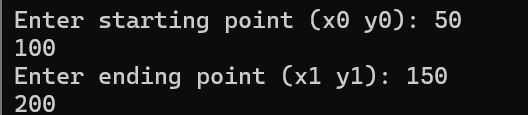 Enter starting point (x0 y0): 50
100
Enter ending point (x1 y1): 150
200